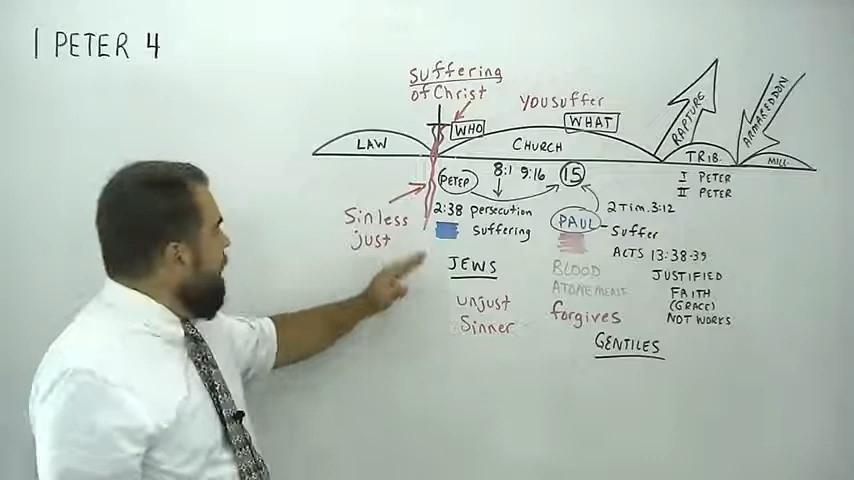 I PETER 4
Suffering
of Christ
You suffer
WHO
WHAT
LAW
CHURCH
RAPTURE
ARMAGEDDON
TRIB.
MILL.
PETER
8:1 9:16
15
I PETER
II PETER
Sinless
just
2:38 persecution
suffering
PAUL
2 Tim. 3:12
Suffer
ACTS 13:38-39
JEWS
BLOOD
ATOEMENT
JUSTIFIED
FAITH
(GRACE)
NOT WORKS
unjust
Sinner
forgives
GENTILES